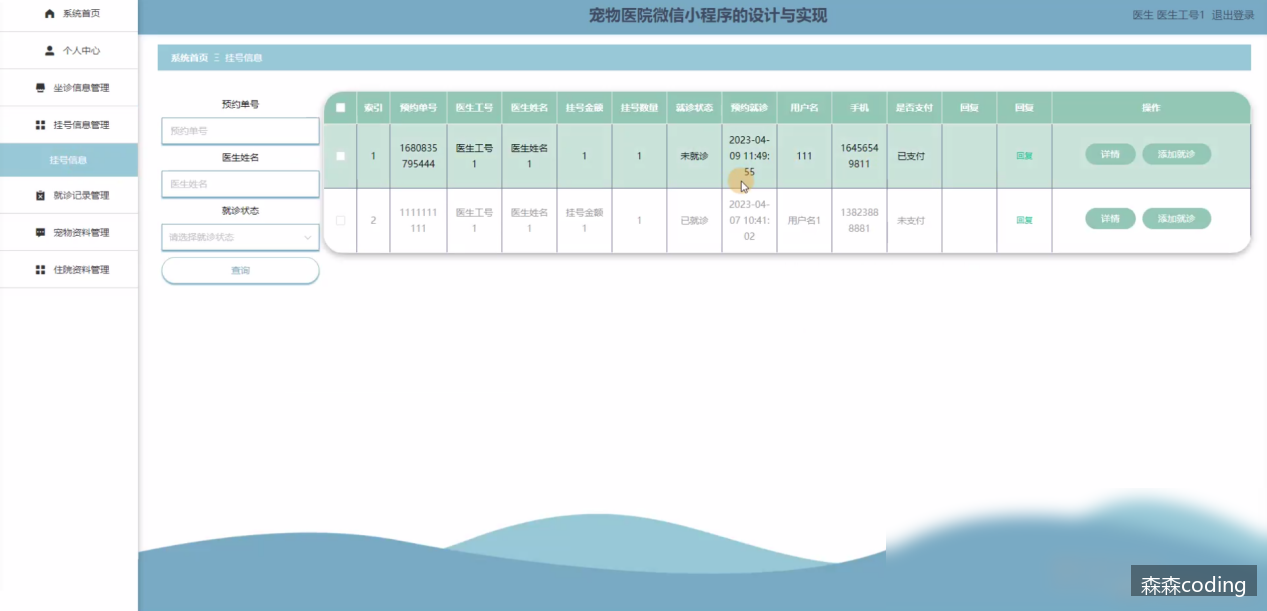 系统首页
个人中心
坐诊信息管理
挂号信息管理
挂号信息
就诊记录管理
宠物资料管理
住院资料管理
宠物医院微信小程序的设计与实现
医生 医生工号1 退出登录
系统首页 挂号信息
预约单号
预约单号
医生姓名
医生姓名
就诊状态
请选择就诊状态
查询
索引 预约单号 医生工号 医生姓名 挂号金额 挂号数量 就诊状态 预约就诊 用户名 手机 是否支付 回复 回复 操作
1 1680835795444 医生工号1 医生姓名1 1 1 未就诊 2023-04-09 11:49:55 111 16456549811 已支付 回复 详情 添加就诊
2 1111111111 医生工号1 医生姓名1 挂号金额1 1 已就诊 2023-04-07 10:41:02 用户名1 13823888881 未支付 回复 详情 添加就诊
森森coding